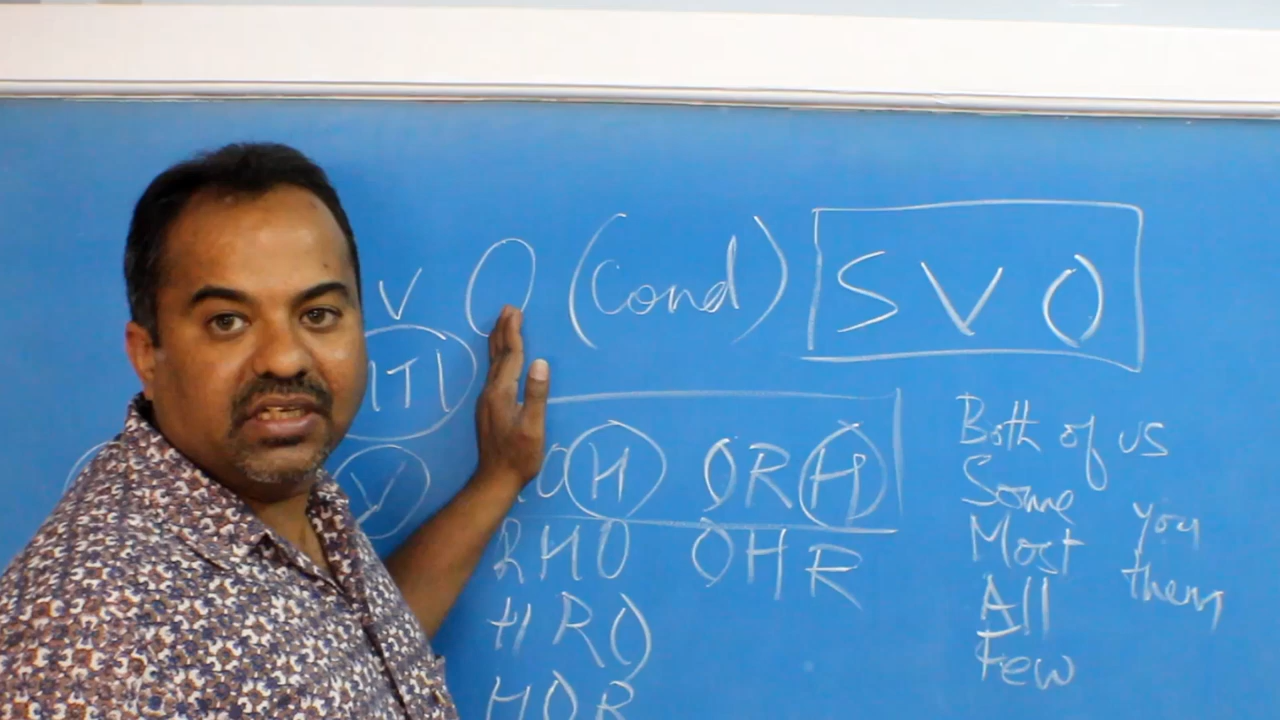 V O (Cond) S V O
ITI
OH ORH
V
RHO OHR
HRO
HOR
Both of us
Some
Most you
All them
Few